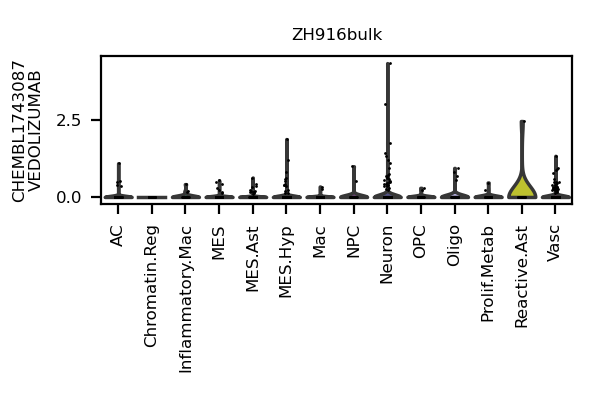 ZH916bulk
CHEMBL1743087
VEDOLIZUMAB
2.5
0.0
AC
Chromatin.Reg
Inflammatory.Mac
MES
MES.Ast
MES.Hyp
Mac
NPC
Neuron
OPC
Oligo
Prolif.Metab
Reactive.Ast
Vasc